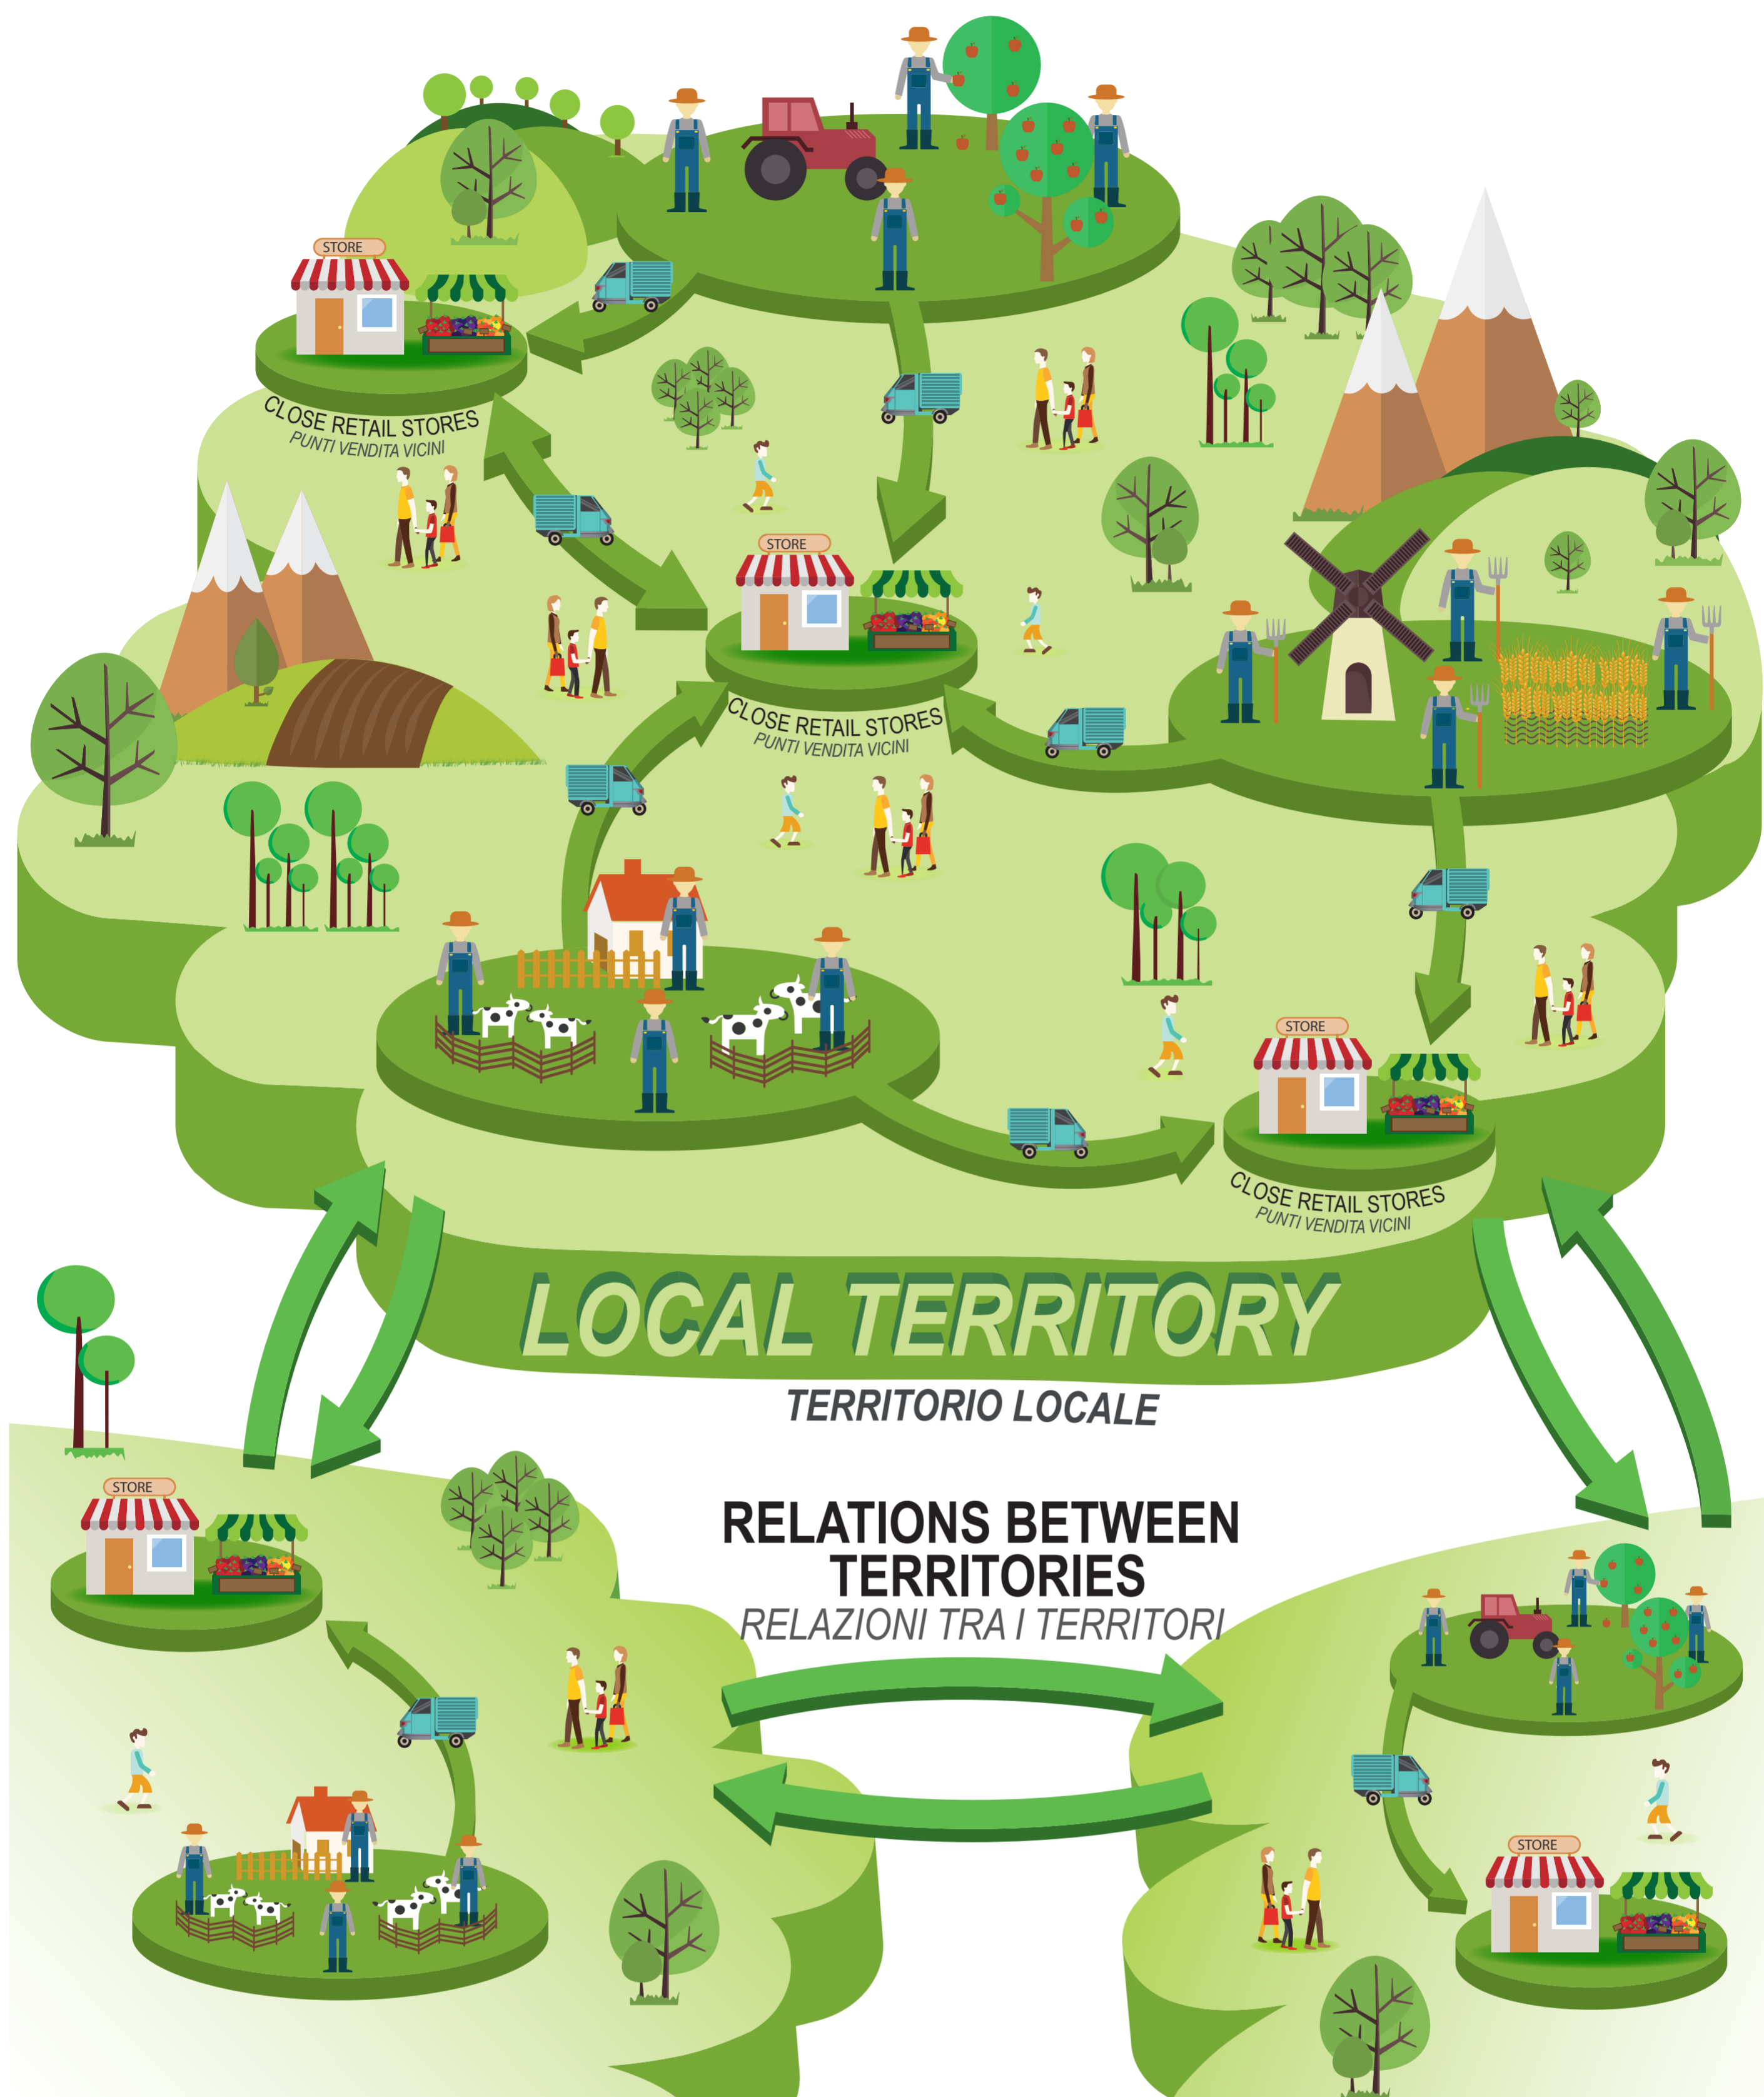 STORE
CLOSE RETAIL STORES
PUNTI VENDITA VICINI
STORE
CLOSE RETAIL STORES
PUNTI VENDITA VICINI
STORE
CLOSE RETAIL STORES
PUNTI VENDITA VICINI
LOCAL TERRITORY
TERRITORIO LOCALE
STORE
RELATIONS BETWEEN
TERRITORIES
RELAZIONI TRA I TERRITORI
STORE